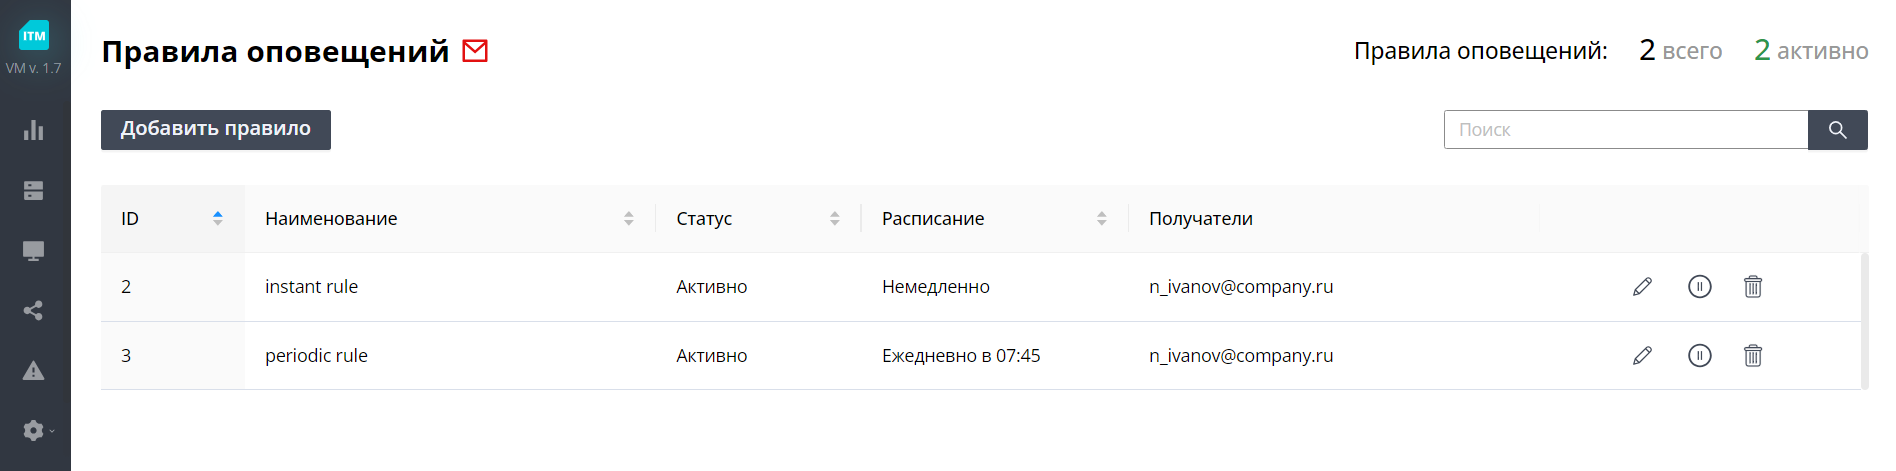 ITM
VM v. 1.7
Правила оповещений
Правила оповещений: 2 всего 2 активно
Добавить правило
Поиск
ID Наименование Статус Расписание Получатели
2 instant rule Активно Немедленно n_ivanov@company.ru
3 periodic rule Активно Ежедневно в 07:45 n_ivanov@company.ru